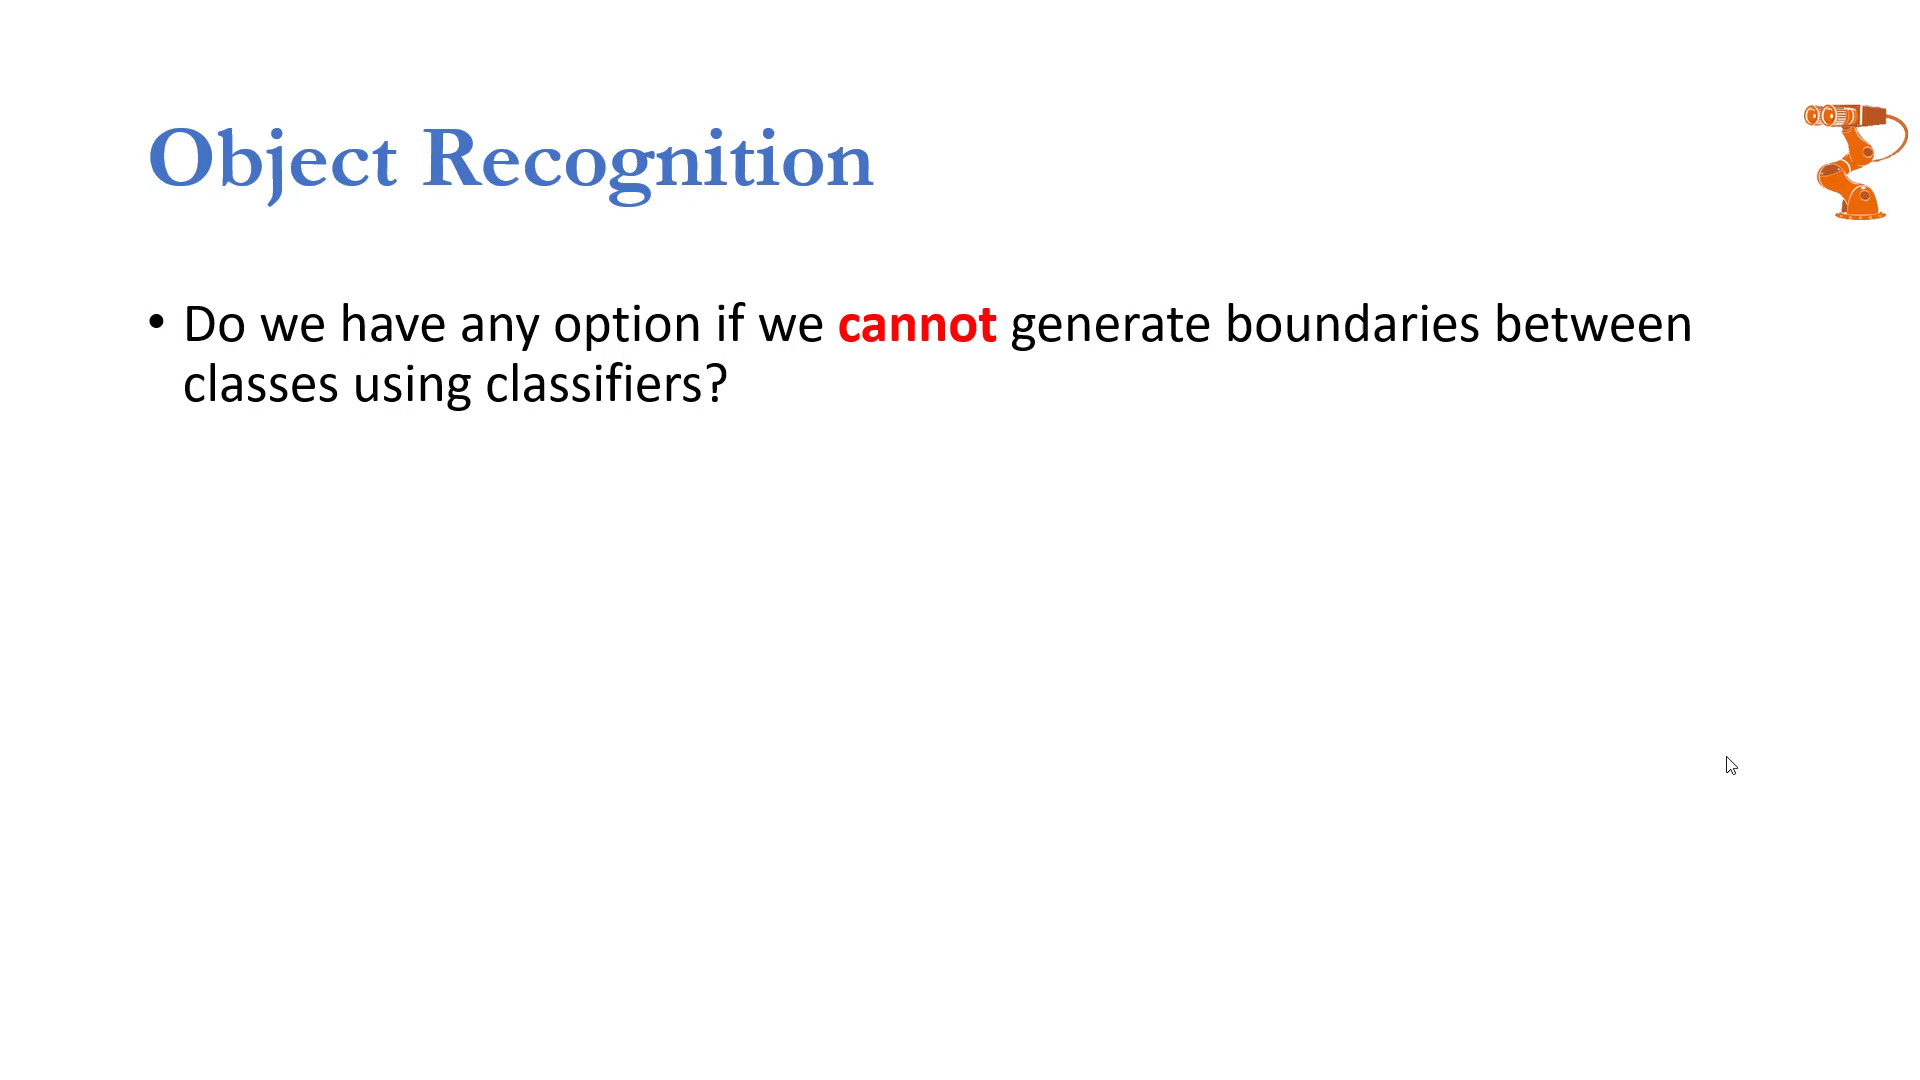 Object Recognition
• Do we have any option if we cannot generate boundaries between
classes using classifiers?